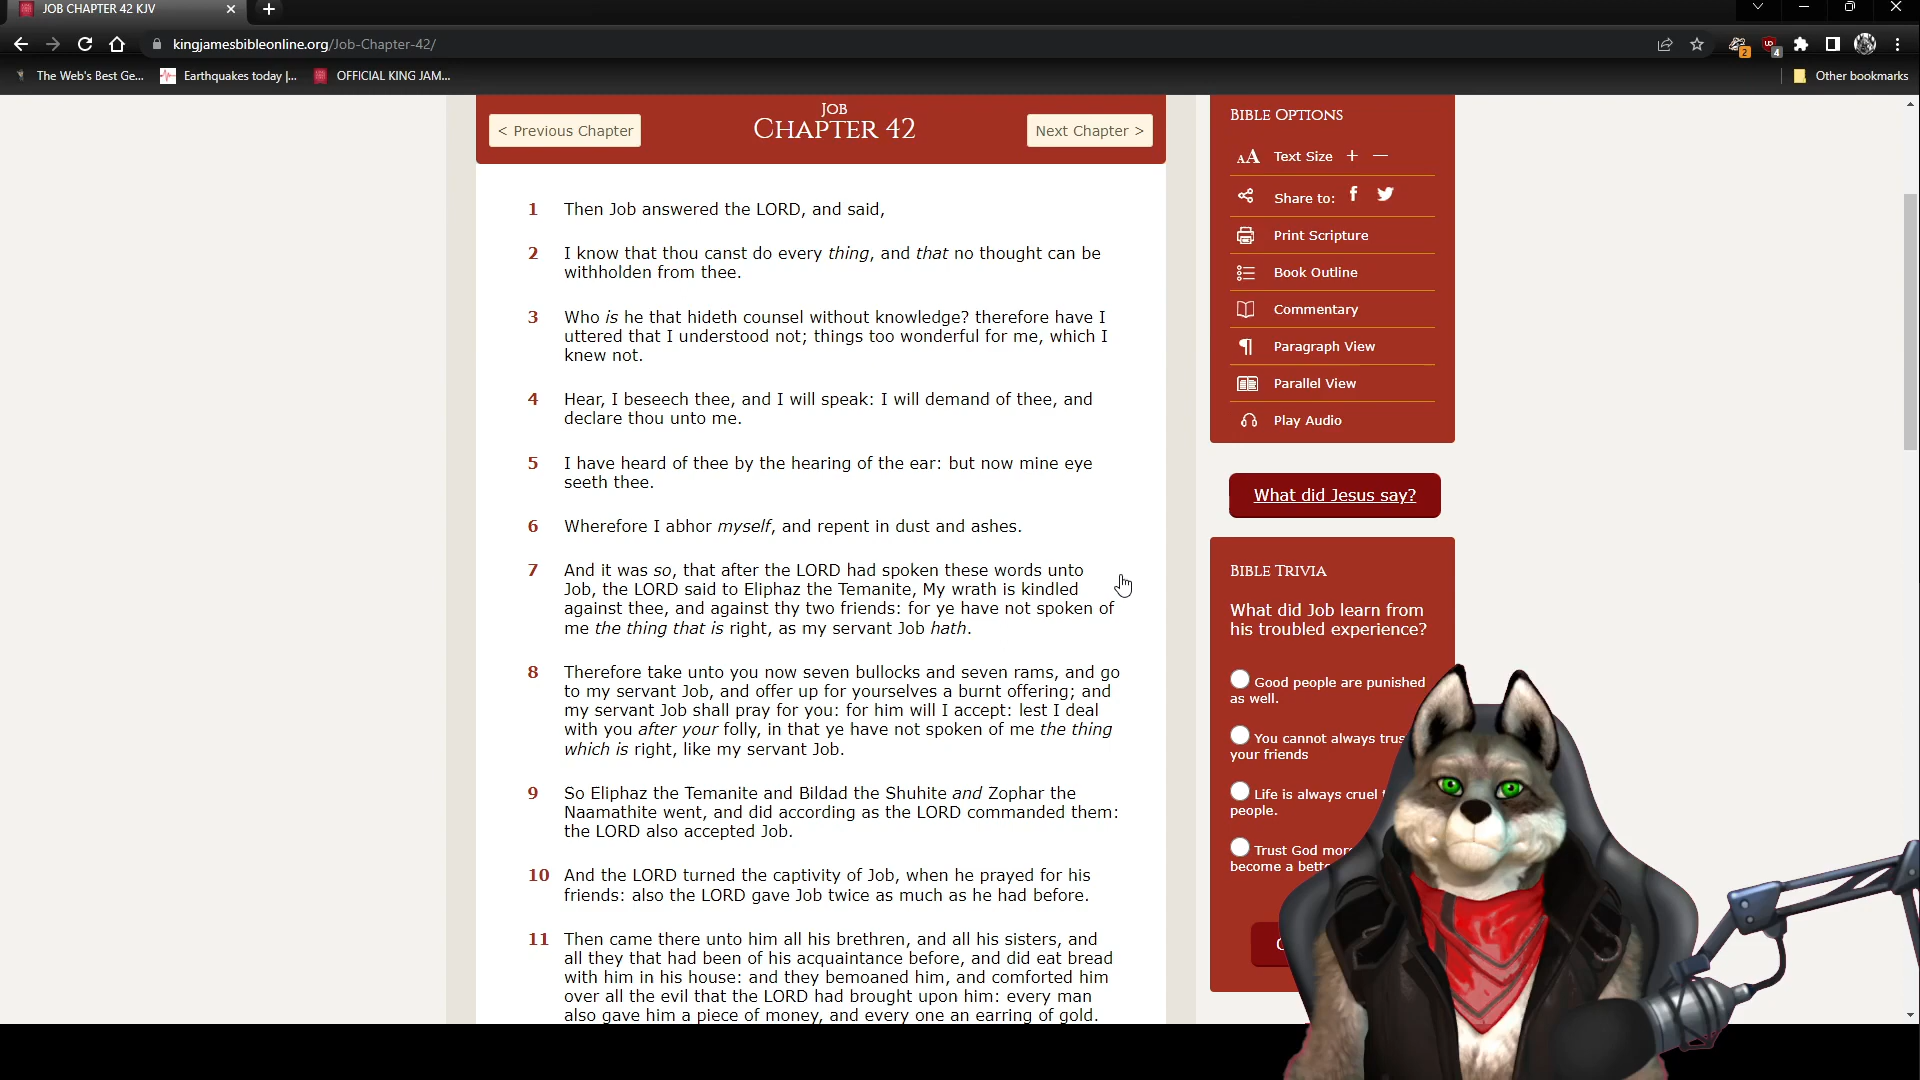 JOB CHAPTER 42 KJV
kingjamesbibleonline.org/Job-Chapter-42/
2
4
The Web's Best Ge...
Earthquakes today |...
OFFICIAL KING JAM...
Other bookmarks
JOB
CHAPTER 42
< Previous Chapter
Next Chapter >
1 Then Job answered the LORD, and said,
2 I know that thou canst do every thing, and that no thought can be
withholden from thee.
3 Who is he that hideth counsel without knowledge? therefore have I
uttered that I understood not; things too wonderful for me, which I
knew not.
4 Hear, I beseech thee, and I will speak: I will demand of thee, and
declare thou unto me.
5 I have heard of thee by the hearing of the ear: but now mine eye
seeth thee.
6 Wherefore I abhor myself, and repent in dust and ashes.
7 And it was so, that after the LORD had spoken these words unto
Job, the LORD said to Eliphaz the Temanite, My wrath is kindled
against thee, and against thy two friends: for ye have not spoken of
me the thing that is right, as my servant Job hath.
8 Therefore take unto you now seven bullocks and seven rams, and go
to my servant Job, and offer up for yourselves a burnt offering; and
my servant Job shall pray for you: for him will I accept: lest I deal
with you after your folly, in that ye have not spoken of me the thing
which is right, like my servant Job.
9 So Eliphaz the Temanite and Bildad the Shuhite and Zophar the
Naamathite went, and did according as the LORD commanded them:
the LORD also accepted Job.
10 And the LORD turned the captivity of Job, when he prayed for his
friends: also the LORD gave Job twice as much as he had before.
11 Then came there unto him all his brethren, and all his sisters, and
all they that had been of his acquaintance before, and did eat bread
with him in his house: and they bemoaned him, and comforted him
over all the evil that the LORD had brought upon him: every man
also gave him a piece of money, and every one an earring of gold.
BIBLE OPTIONS
AA Text Size + —
Share to:
Print Scripture
Book Outline
Commentary
Paragraph View
Parallel View
Play Audio
What did Jesus say?
BIBLE TRIVIA
What did Job learn from
his troubled experience?
Good people are punished
as well.
You cannot always trus
your friends
Life is always cruel
people.
Trust God mor
become a bett